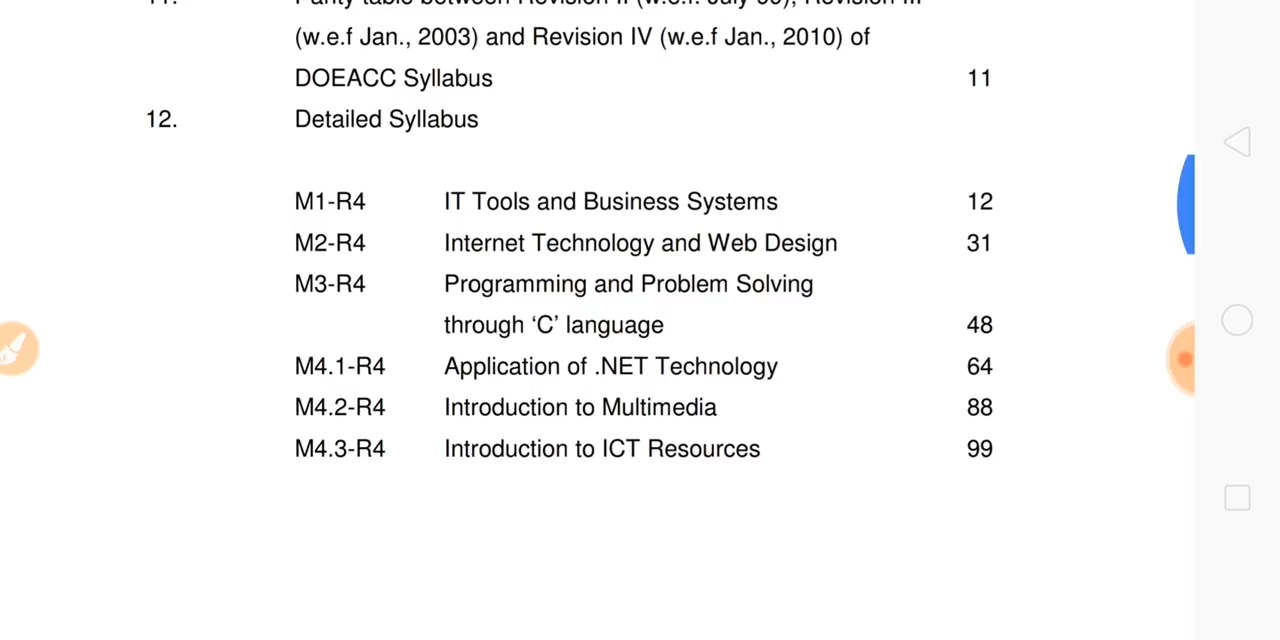 (w.e.f Jan., 2003) and Revision IV (w.e.f Jan., 2010) of
DOEACC Syllabus 11
12. Detailed Syllabus
M1-R4 IT Tools and Business Systems 12
M2-R4 Internet Technology and Web Design 31
M3-R4 Programming and Problem Solving
through ‘C’ language 48
M4.1-R4 Application of .NET Technology 64
M4.2-R4 Introduction to Multimedia 88
M4.3-R4 Introduction to ICT Resources 99